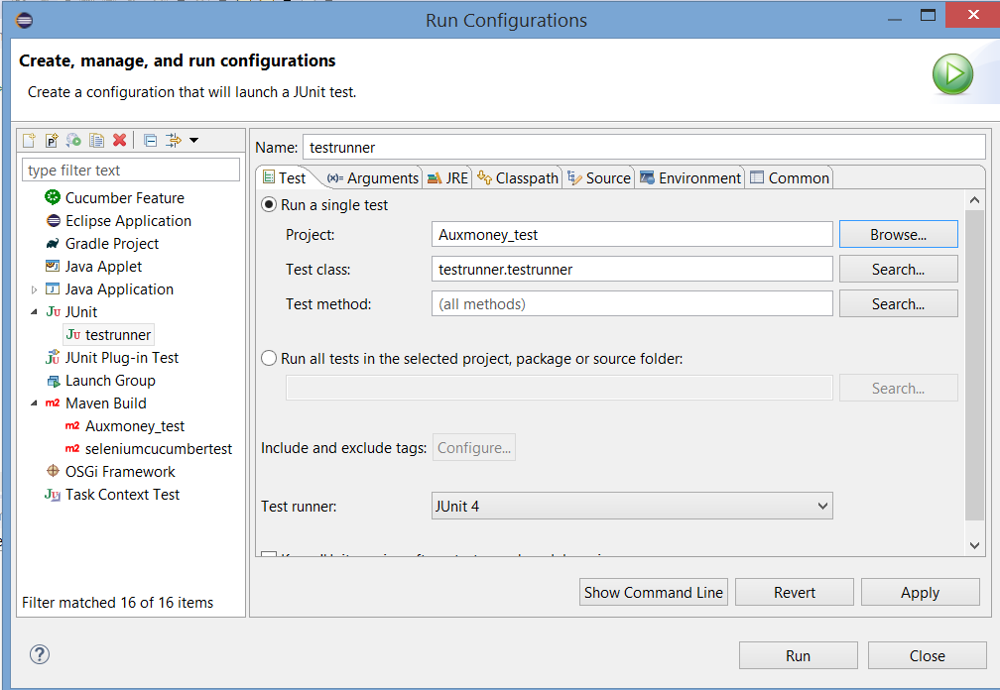 Run Configurations
Create, manage, and run configurations
Create a configuration that will launch a JUnit test.
type filter text
Cucumber Feature
Eclipse Application
Gradle Project
Java Applet
Java Application
JUnit
testrunner
JUnit Plug-in Test
Launch Group
Maven Build
Auxmoney_test
seleniumcucumbertest
OSGi Framework
Task Context Test
Filter matched 16 of 16 items
Name: testrunner
Test (x)= Arguments JRE Classpath Source Environment Common
Run a single test
Project: Auxmoney_test Browse...
Test class: testrunner.testrunner Search...
Test method: (all methods) Search...
Run all tests in the selected project, package or source folder:
Search...
Include and exclude tags: Configure...
Test runner: JUnit 4
Show Command Line Revert Apply
Run Close